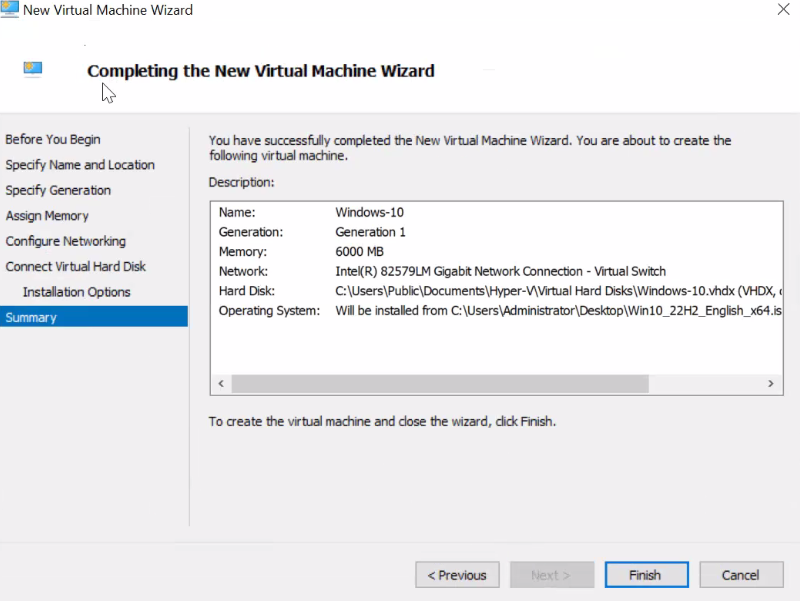 New Virtual Machine Wizard
Completing the New Virtual Machine Wizard
Before You Begin
Specify Name and Location
Specify Generation
Assign Memory
Configure Networking
Connect Virtual Hard Disk
Installation Options
Summary
You have successfully completed the New Virtual Machine Wizard. You are about to create the
following virtual machine.
Description:
Name: Windows-10
Generation: Generation 1
Memory: 6000 MB
Network: Intel(R) 82579LM Gigabit Network Connection - Virtual Switch
Hard Disk: C:\Users\Public\Documents\Hyper-V\Virtual Hard Disks\Windows-10.vhdx (VHDX,
Operating System: Will be installed from C:\Users\Administrator\Desktop\Win10_22H2_English_x64.is
To create the virtual machine and close the wizard, click Finish.
< Previous
Next >
Finish
Cancel